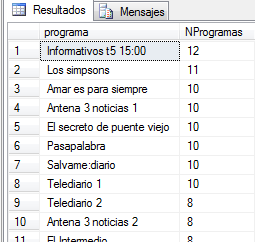 Resultados Mensajes
programa NProgramas
1 Informativos t5 15:00 12
2 Los simpsons 11
3 Amar es para siempre 10
4 Antena 3 noticias 1 10
5 El secreto de puente viejo 10
6 Pasapalabra 10
7 Salvame:diario 10
8 Telediario 1 10
9 Telediario 2 8
10 Antena 3 noticias 2 8
El Intermedio 8